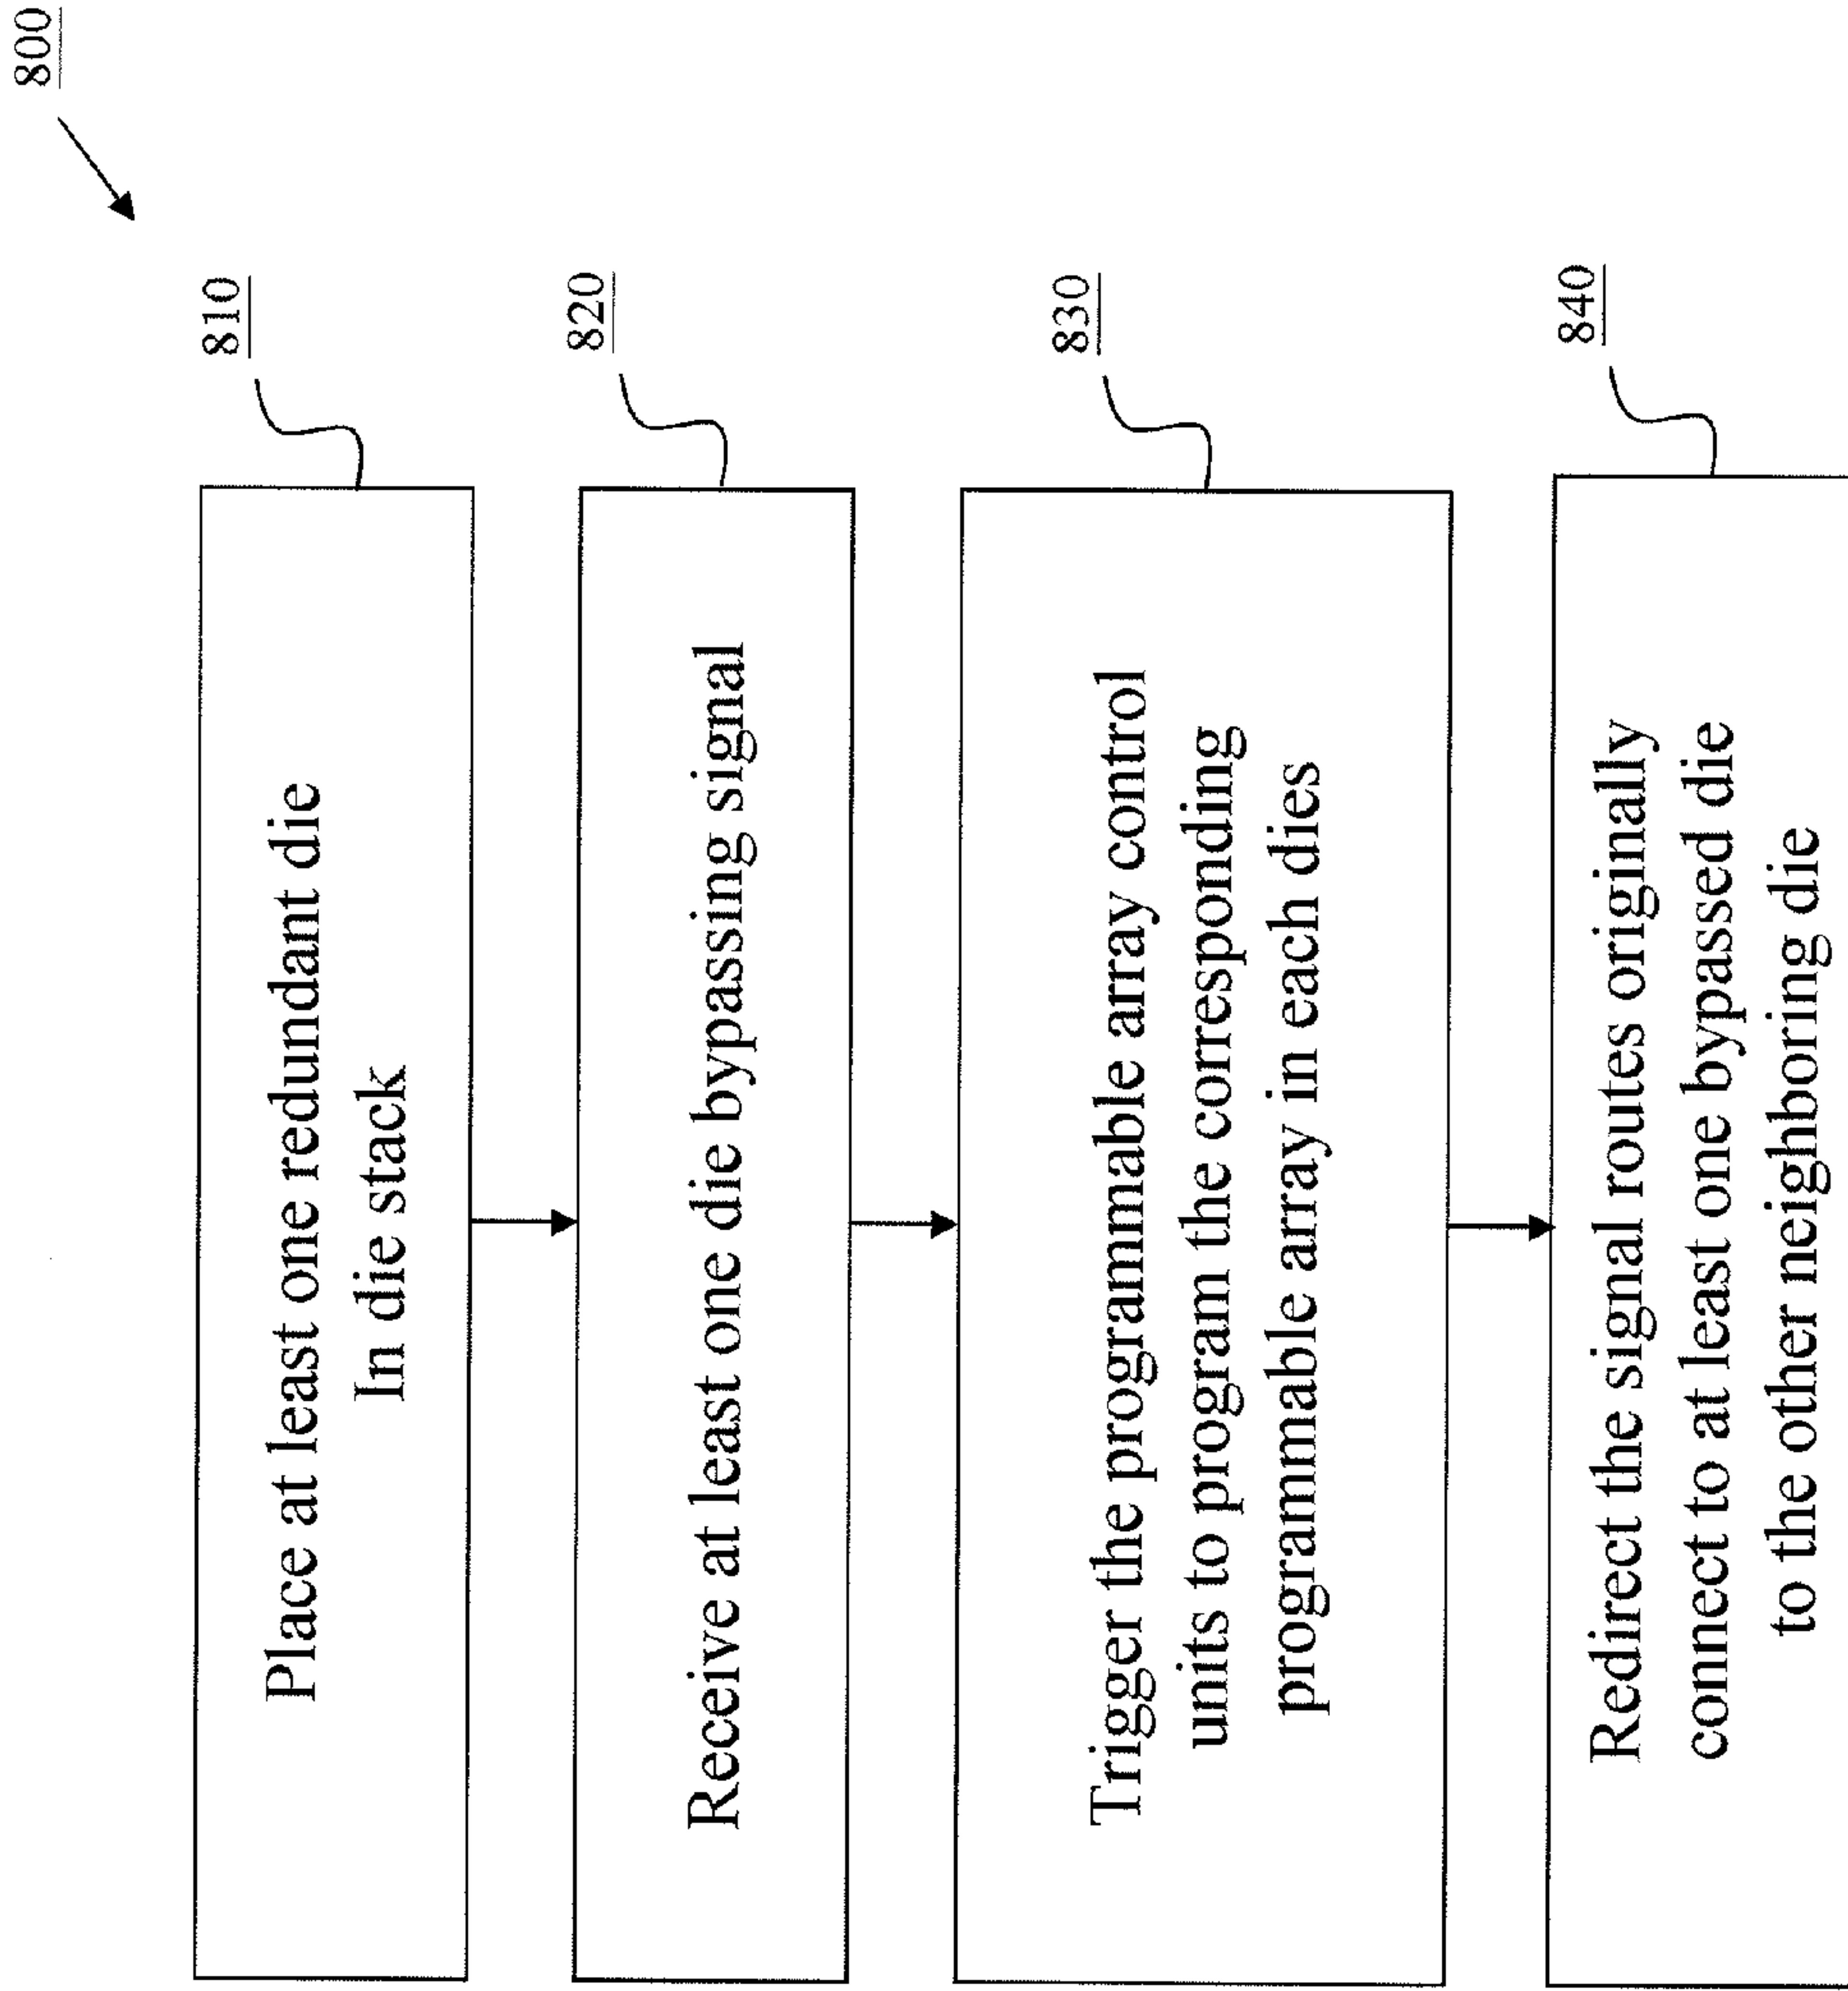 800
810
Place at least one redundant die
In die stack
820
Receive at least one die bypassing signal
830
Trigger the programmable array control
units to program the corresponding
programmable array in each dies
840
Redirect the signal routes originally
connect to at least one bypassed die
to the other neighboring die